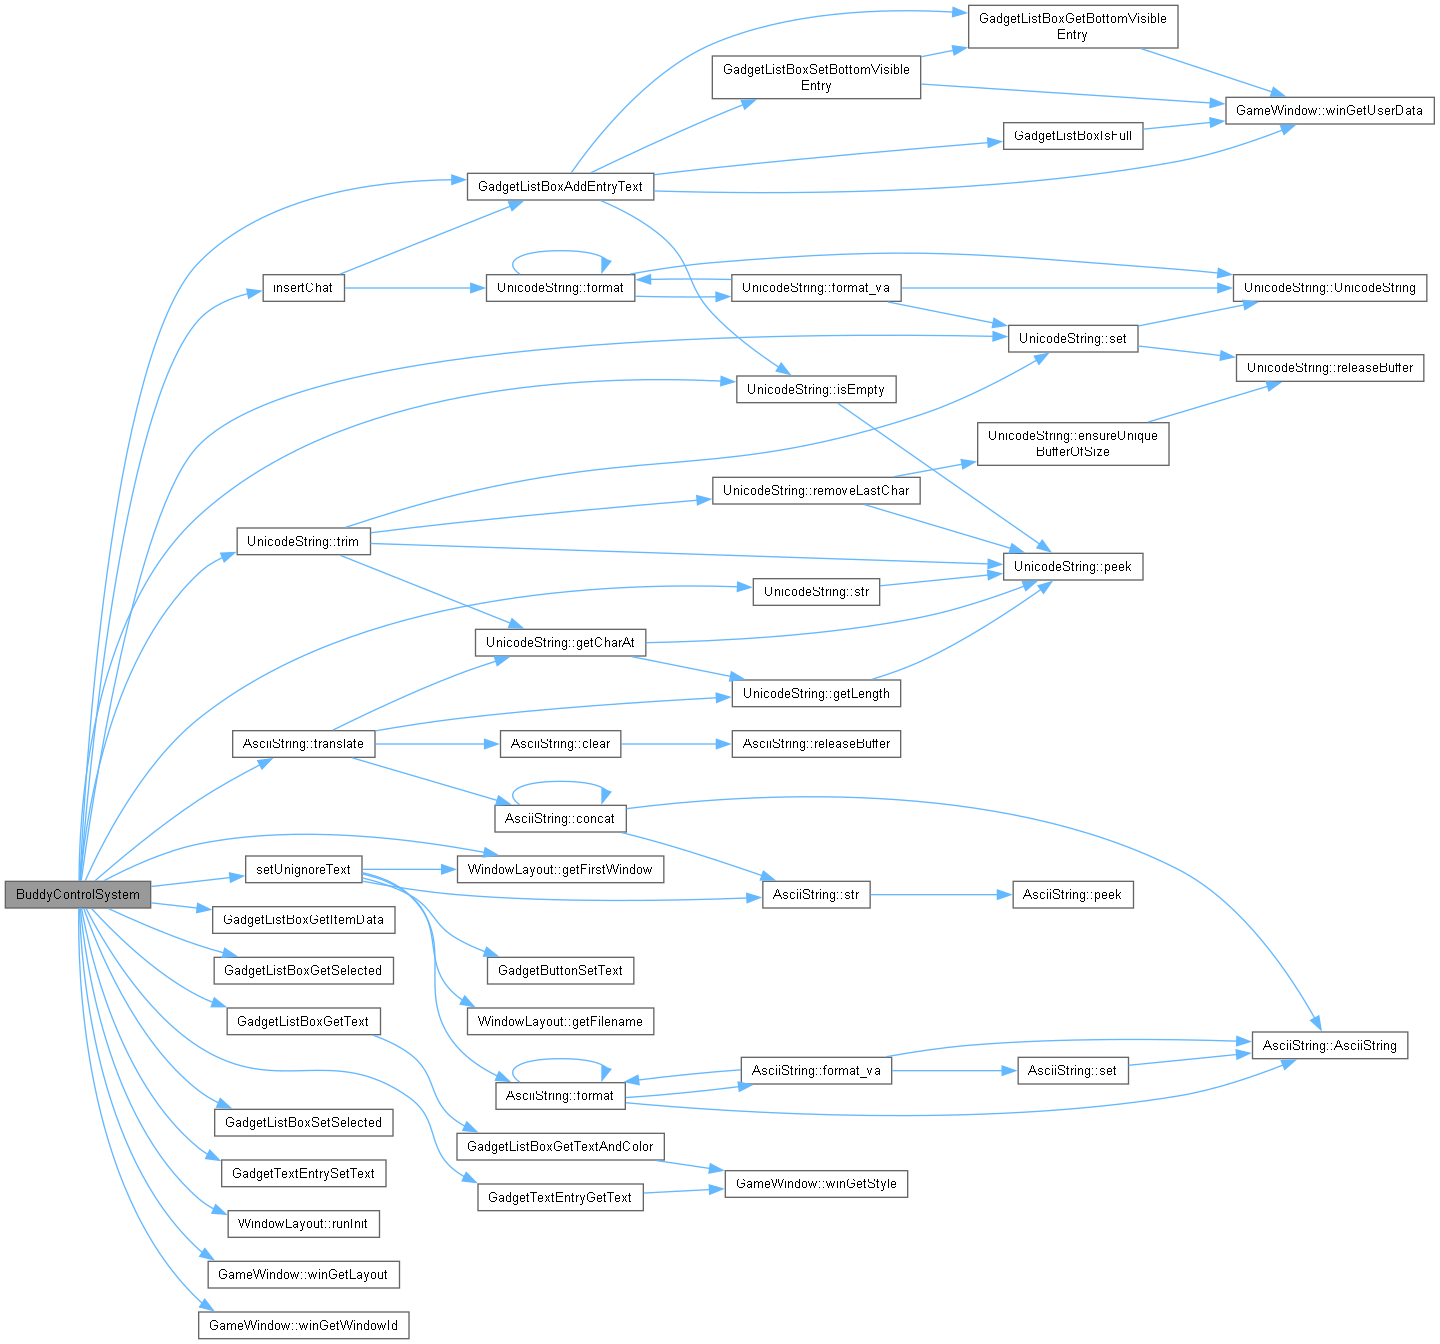 GadgetListBoxGetBottomVisible
Entry
GadgetListBoxSetBottomVisible
Entry
GameWindow::winGetUserData
GadgetListBoxIsFull
GadgetListBoxAddEntryText
insertChat
UnicodeString::format
UnicodeString::format_va
UnicodeString::UnicodeString
UnicodeString::set
UnicodeString::releaseBuffer
UnicodeString::isEmpty
UnicodeString::ensureUnique
BufferOfSize
UnicodeString::removeLastChar
UnicodeString::trim
UnicodeString::peek
UnicodeString::str
UnicodeString::getCharAt
UnicodeString::getLength
AsciiString::translate
AsciiString::clear
AsciiString::releaseBuffer
AsciiString::concat
setUnignoreText
WindowLayout::getFirstWindow
BuddyControlSystem
AsciiString::str
AsciiString::peek
GadgetListBoxGetItemData
GadgetListBoxGetSelected
GadgetButtonSetText
GadgetListBoxGetText
WindowLayout::getFilename
AsciiString::AsciiString
AsciiString::format_va
AsciiString::set
AsciiString::format
GadgetListBoxSetSelected
GadgetListBoxGetTextAndColor
GadgetTextEntrySetText
GameWindow::winGetStyle
GadgetTextEntryGetText
WindowLayout::runInit
GameWindow::winGetLayout
GameWindow::winGetWindowId